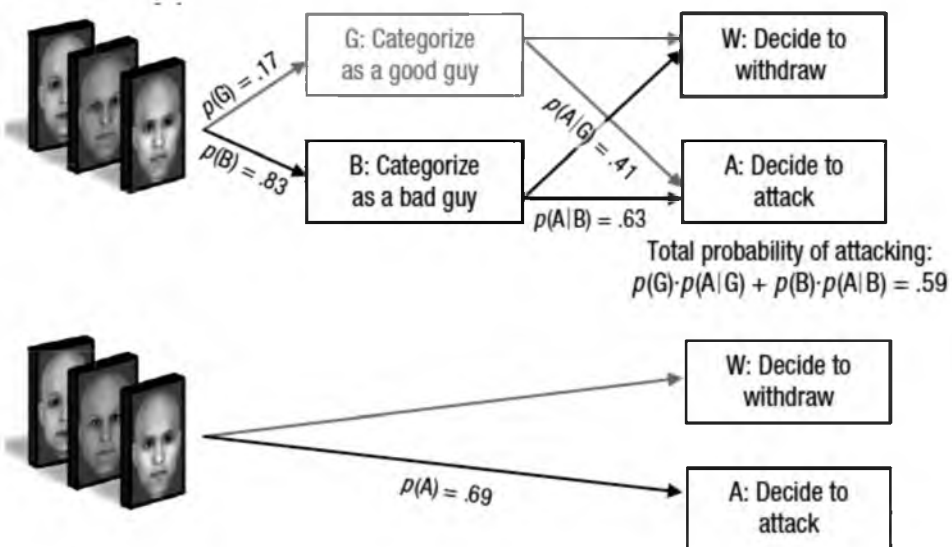 G: Categorize
as a good guy
W: Decide to
withdraw
p(G) = .17
p(A|G) = .41
p(B) = .83
B: Categorize
as a bad guy
A: Decide to
attack
p(A|B) = .63
Total probability of attacking:
p(G)·p(A|G) + p(B)·p(A|B) = .59
W: Decide to
withdraw
p(A) = .69
A: Decide to
attack